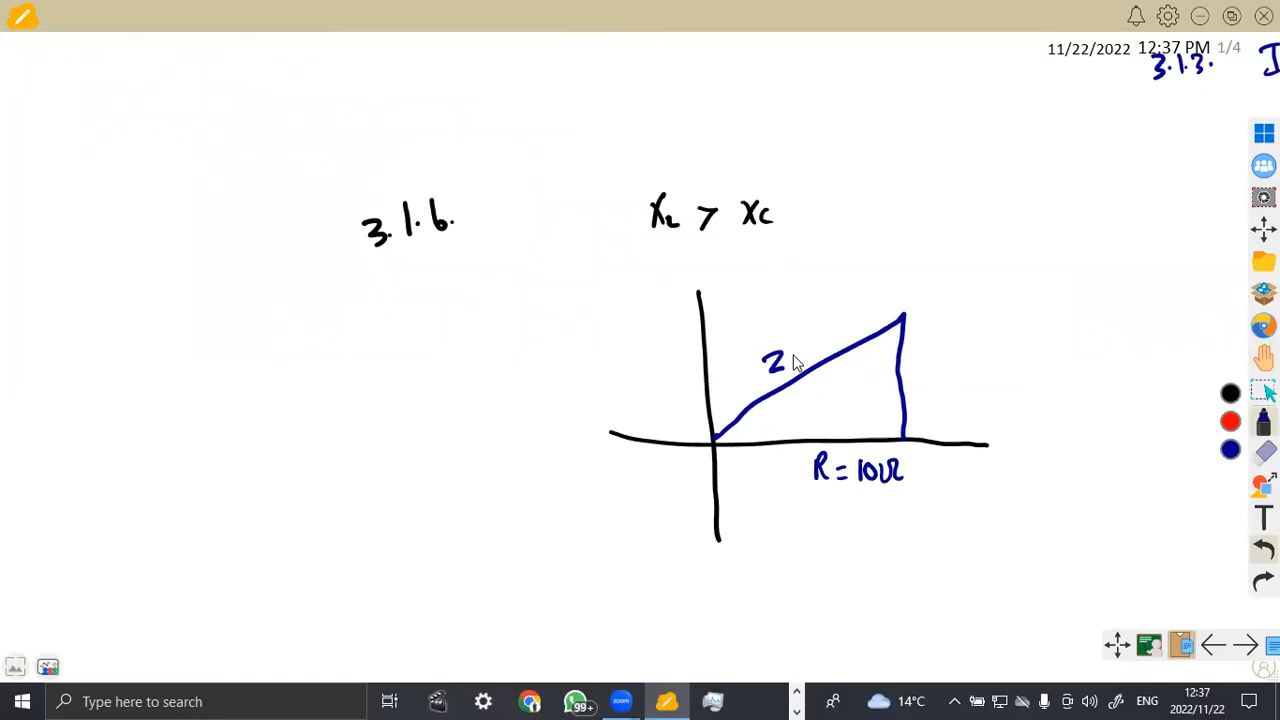 11/22/2022 12:37 PM 1/4
3.1.3. I
3.1.6. XL > XC
Z
R = 10Ω
T
Type here to search
99+
14°C
ENG
12:37
2022/11/22